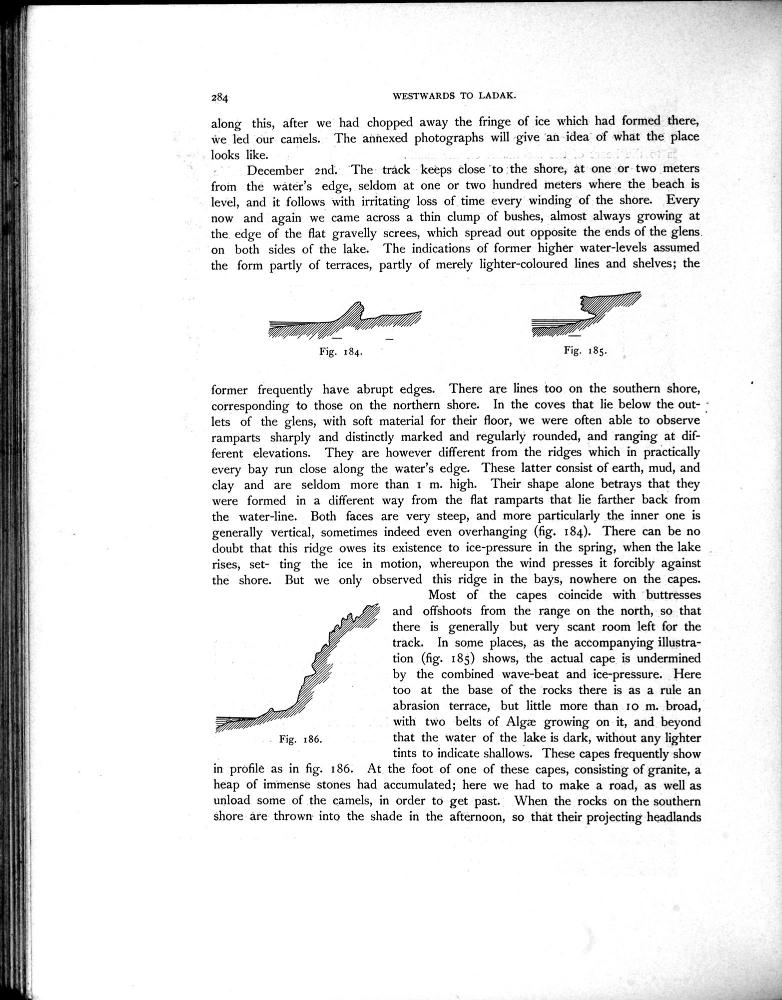 284
WESTWARDS TO LADAK.
along this, after we had chopped away the fringe of ice which had formed there,
we led our camels. The annexed photographs will give an idea of what the place
looks like.
December 2nd. The track keeps close to the shore, at one or two meters
from the water's edge, seldom at one or two hundred meters where the beach is
level, and it follows with irritating loss of time every winding of the shore. Every
now and again we came across a thin clump of bushes, almost always growing at
the edge of the flat gravelly screes, which spread out opposite the ends of the glens
on both sides of the lake. The indications of former higher water-levels assumed
the form partly of terraces, partly of merely lighter-coloured lines and shelves; the
Fig. 184.
Fig. 185.
former frequently have abrupt edges. There are lines too on the southern shore,
corresponding to those on the northern shore. In the coves that lie below the out-
lets of the glens, with soft material for their floor, we were often able to observe
ramparts sharply and distinctly marked and regularly rounded, and ranging at dif-
ferent elevations. They are however different from the ridges which in practically
every bay run close along the water's edge. These latter consist of earth, mud, and
clay and are seldom more than 1 m. high. Their shape alone betrays that they
were formed in a different way from the flat ramparts that lie farther back from
the water-line. Both faces are very steep, and more particularly the inner one is
generally vertical, sometimes indeed even overhanging (fig. 184). There can be no
doubt that this ridge owes its existence to ice-pressure in the spring, when the lake
rises, set- ting the ice in motion, whereupon the wind presses it forcibly against
the shore. But we only observed this ridge in the bays, nowhere on the capes.
Most of the capes coincide with buttresses
and offshoots from the range on the north, so that
there is generally but very scant room left for the
track. In some places, as the accompanying illustra-
tion (fig. 185) shows, the actual cape is undermined
by the combined wave-beat and ice-pressure. Here
too at the base of the rocks there is as a rule an
abrasion terrace, but little more than 10 m. broad,
with two belts of Algæ growing on it, and beyond
that the water of the lake is dark, without any lighter
tints to indicate shallows. These capes frequently show
Fig. 186.
in profile as in fig. 186. At the foot of one of these capes, consisting of granite, a
heap of immense stones had accumulated; here we had to make a road, as well as
unload some of the camels, in order to get past. When the rocks on the southern
shore are thrown into the shade in the afternoon, so that their projecting headlands